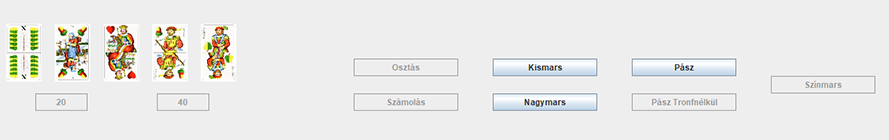 X
X
Osztás
Kismars
Pász
Színmars
20
40
Számolás
Nagymars
Pász Tronfnélkül